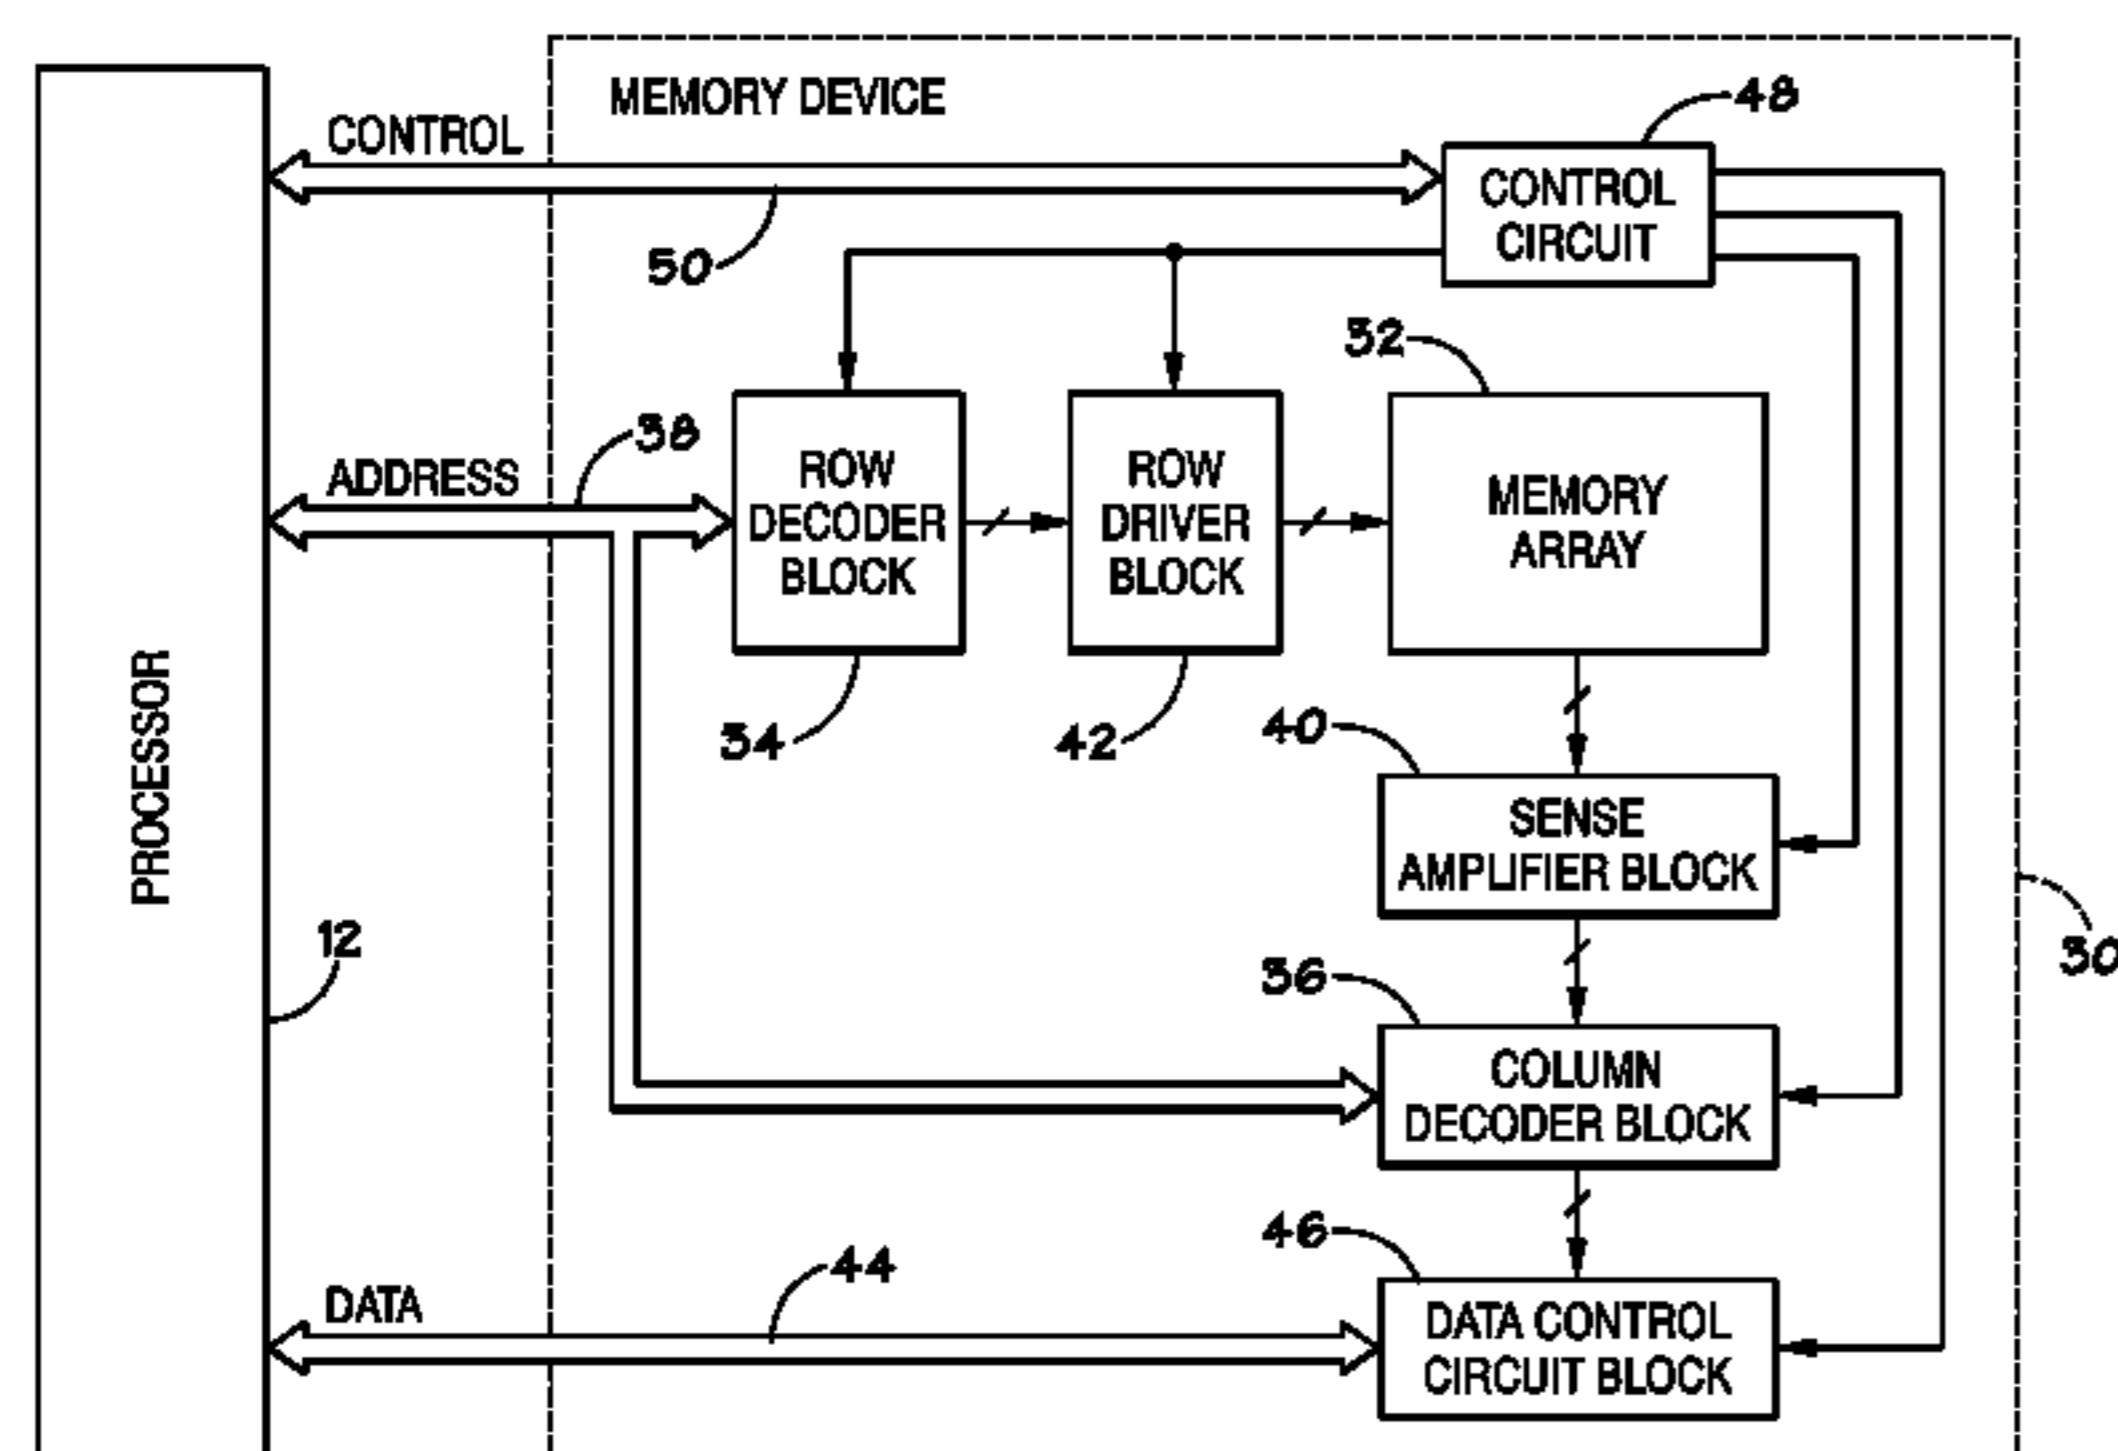 MEMORY DEVICE
48
CONTROL
CONTROL
CIRCUIT
50
32
38
ADDRESS
ROW
DECODER
BLOCK
ROW
DRIVER
BLOCK
MEMORY
ARRAY
34
42
40
PROCESSOR
SENSE
AMPLIFIER BLOCK
12
30
36
COLUMN
DECODER BLOCK
46
44
DATA
DATA CONTROL
CIRCUIT BLOCK